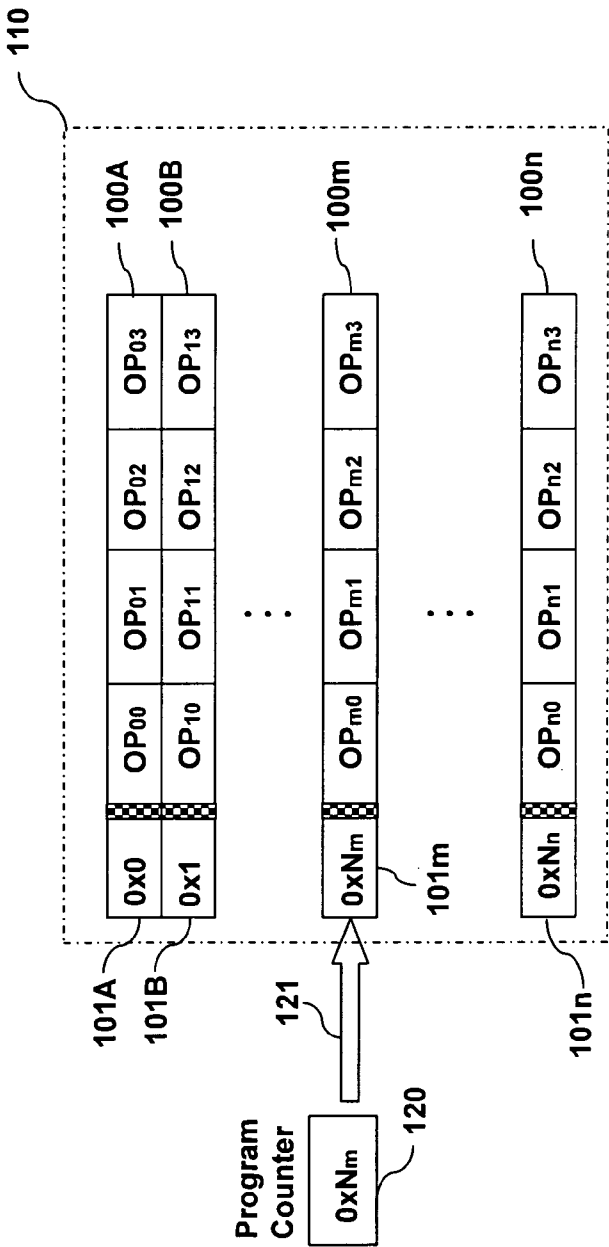 110
101A
0x0
OP00
OP01
OP02
OP03
100A
101B
0x1
OP10
OP11
OP12
OP13
100B
...
Program
Counter
0xNm
120
121
0xNm
OPm0
OPm1
OPm2
OPm3
100m
101m
...
0xNn
OPn0
OPn1
OPn2
OPn3
100n
101n